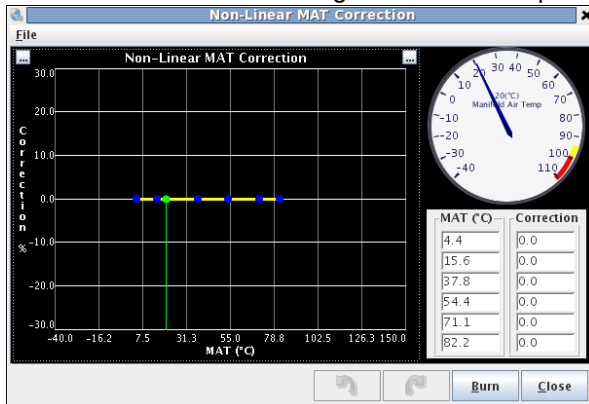 Non-Linear MAT Correction
File
... Non-Linear MAT Correction ...
30.0
20.0
10.0
0.0
-10.0
-20.0
-30.0
Correction %
-40.0 -16.2 7.5 31.3 55.0 78.8 102.5 126.3 150.0
MAT (°C)
-40
-30
-20
-10
0
10
20
30
40
50
60
70
80
90
100
110
20(°C)
Manifold Air Temp
MAT (°C) Correction
4.4 0.0
15.6 0.0
37.8 0.0
54.4 0.0
71.1 0.0
82.2 0.0
Burn Close